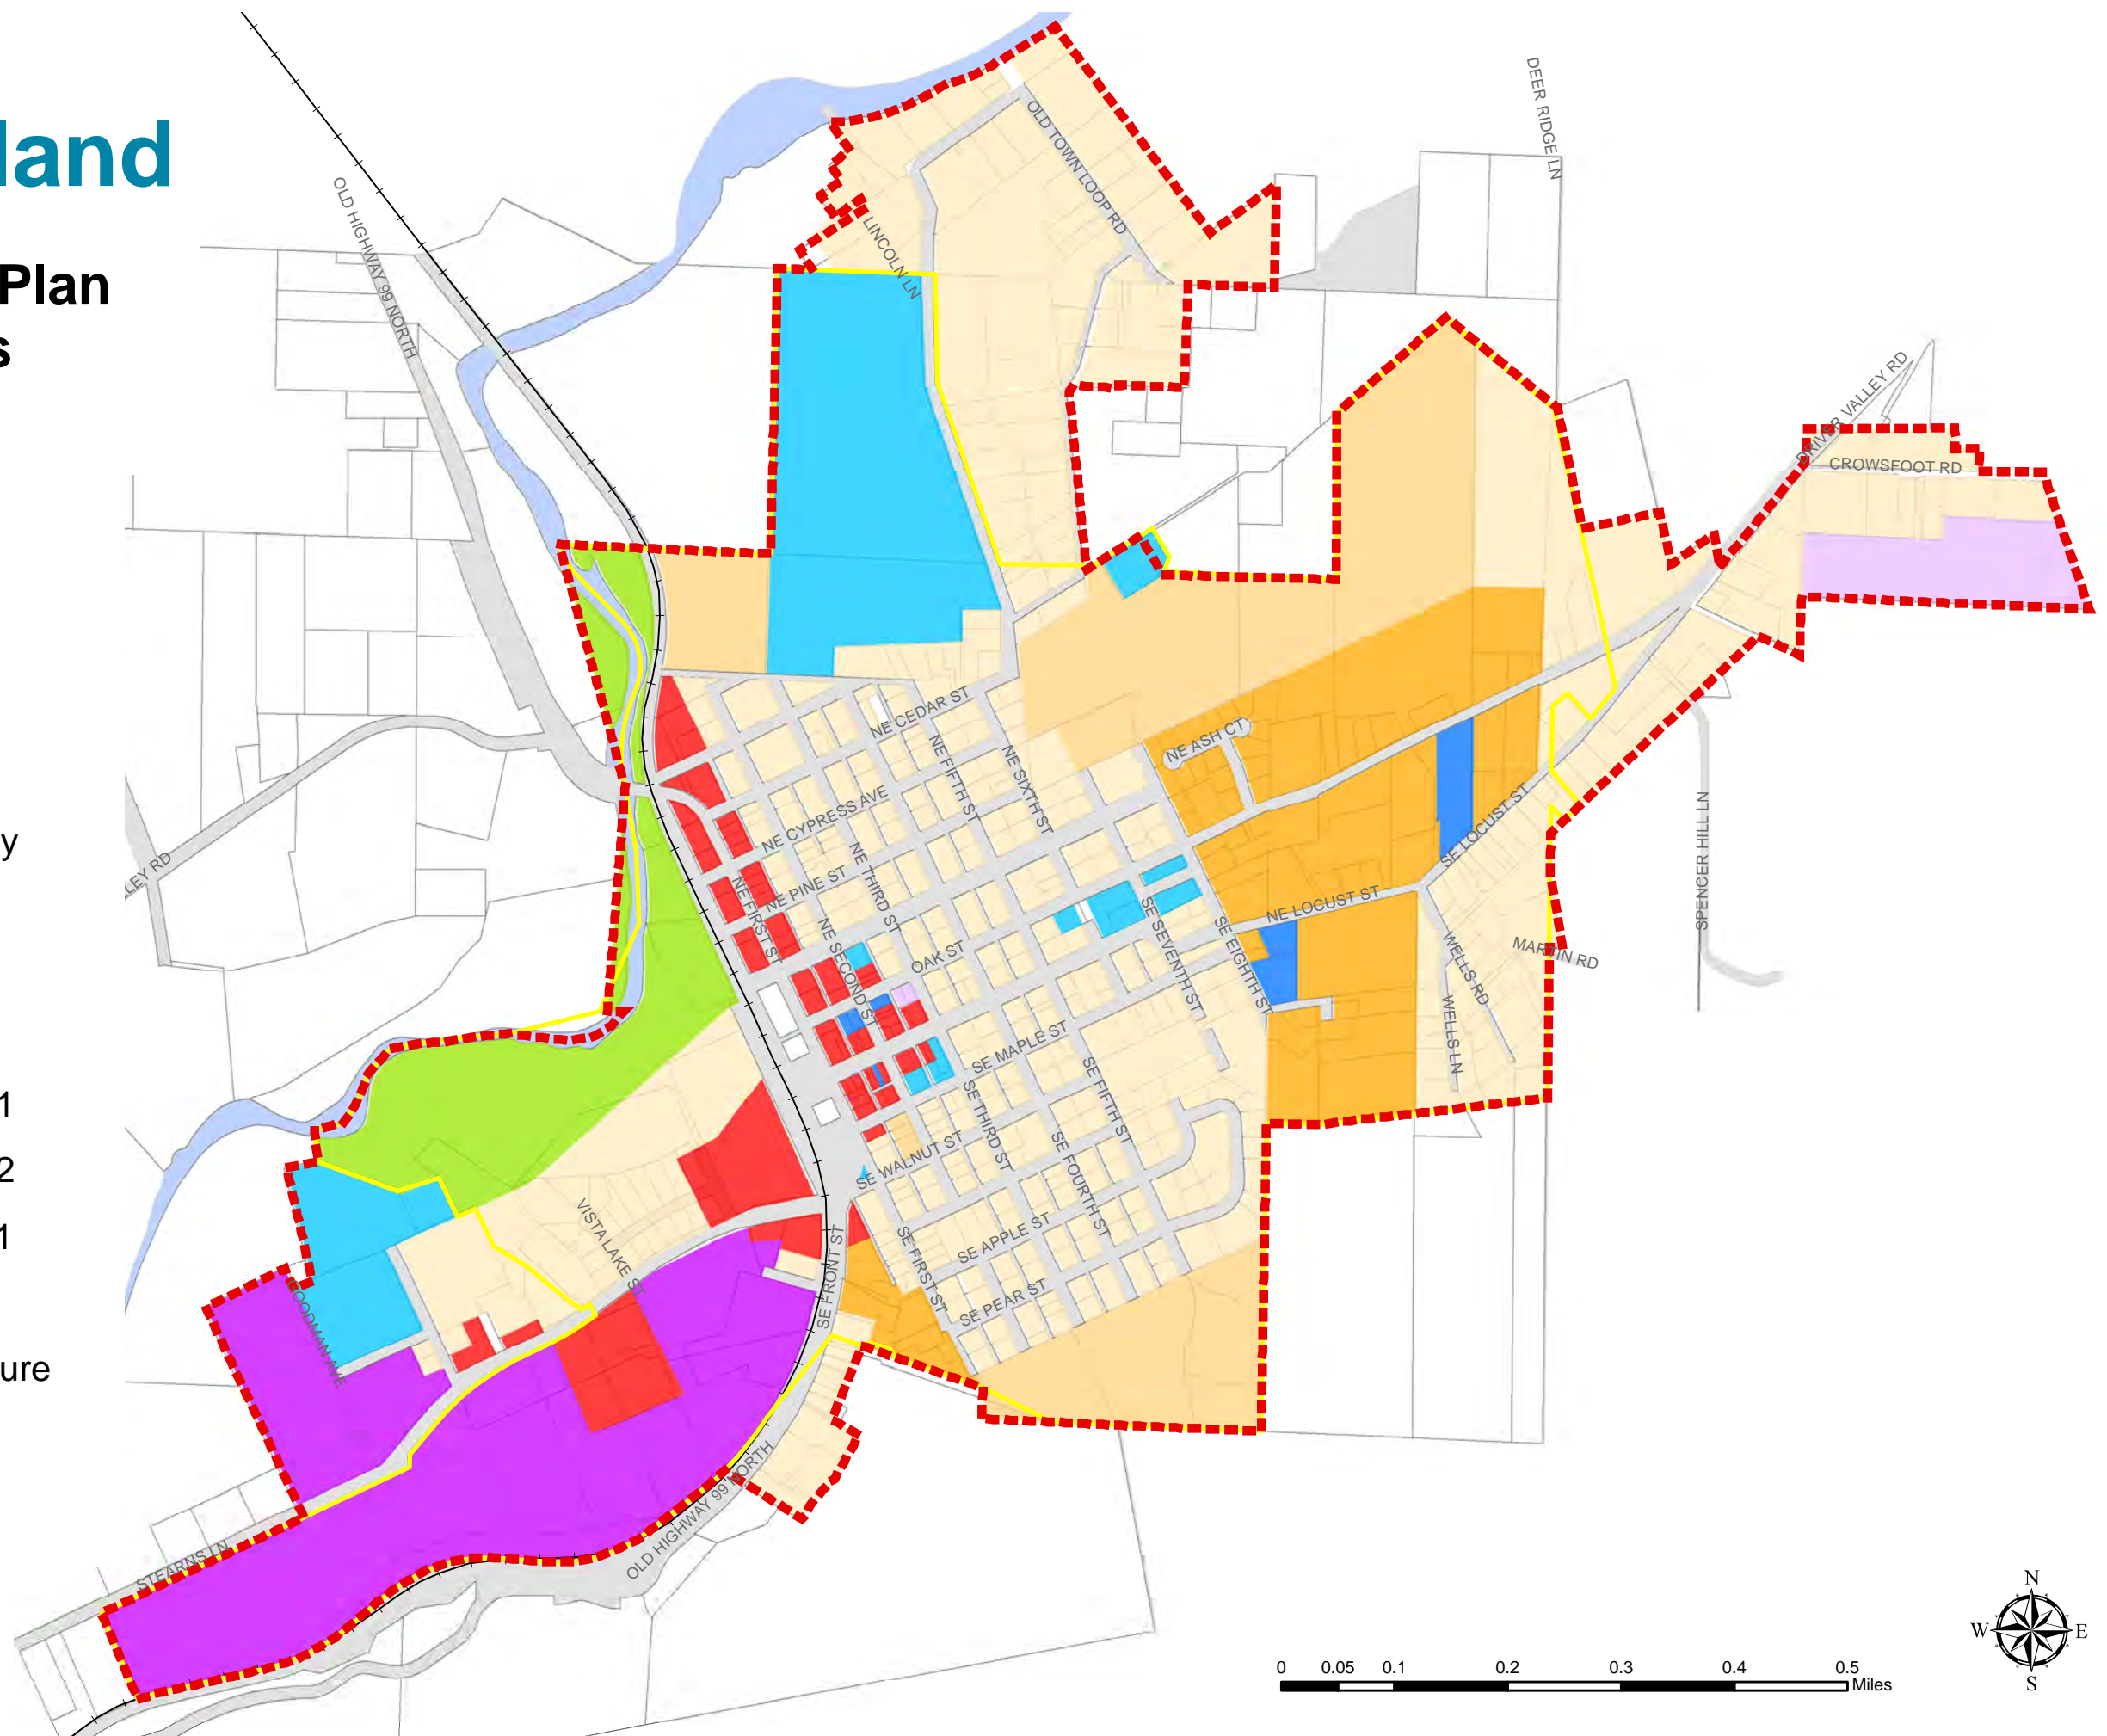 land
Plan
s
y
1
2
1
ure
DEER RIDGE LN
OLD TOWN LOOP RD
OLD HIGHWAY 99 NORTH
LINCOLN LN
DRIVER VALLEY RD
CROWSFOOT RD
NE CEDAR ST
NE ASH CT
NE FIFTH ST
NE SIXTH ST
NE CYPRESS AVE
SE LOCUST ST
SPENCER HILL LN
LEY RD
NE PINE ST
NE THIRD ST
NE FIRST ST
NE SECOND ST
OAK ST
SE SEVENTH ST
SE EIGHTH ST
NE LOCUST ST
WELLS RD
MARTIN RD
WELLS LN
SE MAPLE ST
SE THIRD ST
SE FIFTH ST
SE WALNUT ST
SE FOURTH ST
VISTA LAKE ST
SE APPLE ST
SE FRONT ST
SE FIRST ST
SE PEAR ST
OODMAN AVE
OLD HIGHWAY 99 NORTH
STEARNS LN
N
W
E
S
0 0.05 0.1 0.2 0.3 0.4 0.5
Miles